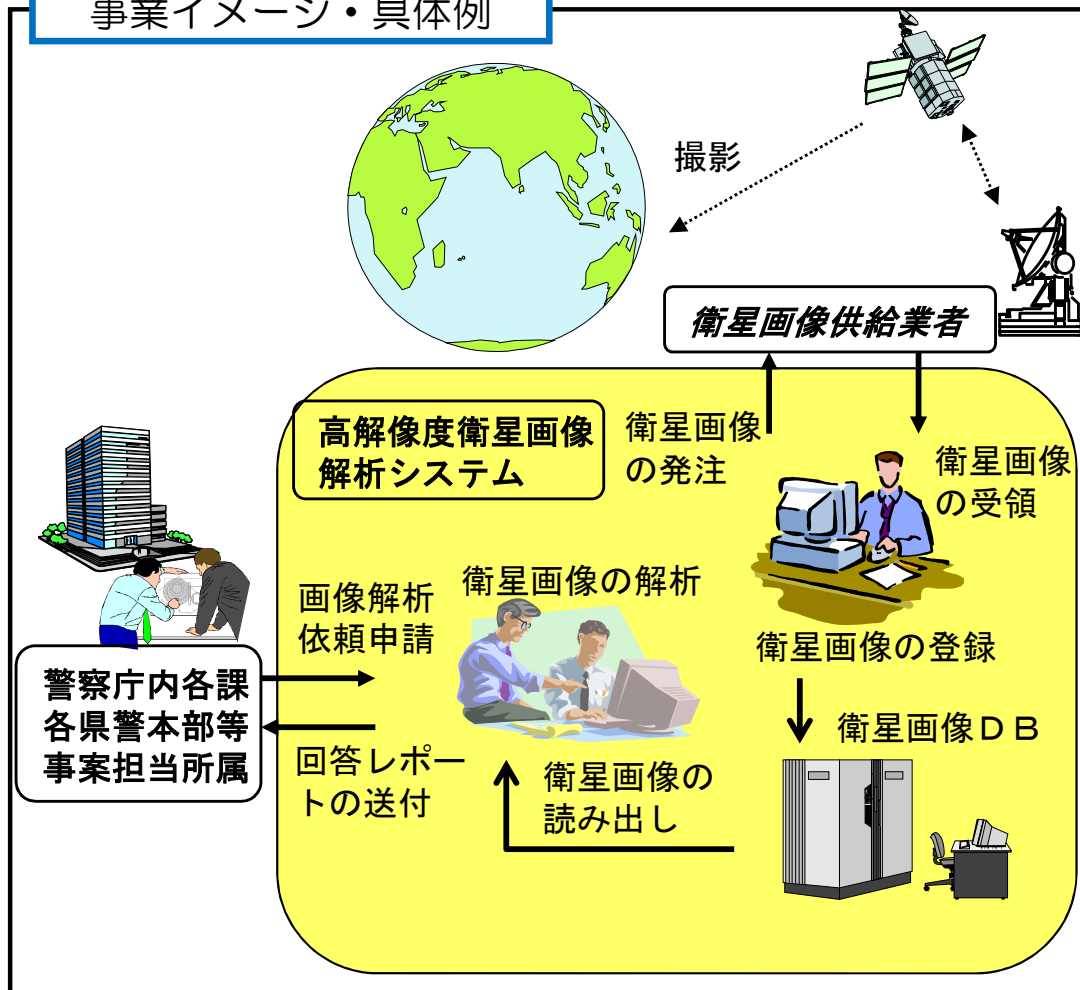 事業イメージ・具体例
撮影
衛星画像供給業者
高解像度衛星画像
解析システム
衛星画像
の発注
衛星画像
の受領
画像解析
依頼申請
衛星画像の解析
衛星画像の登録
警察庁内各課
各県警本部等
事案担当所属
回答レポー
トの送付
衛星画像の
読み出し
衛星画像ＤＢ